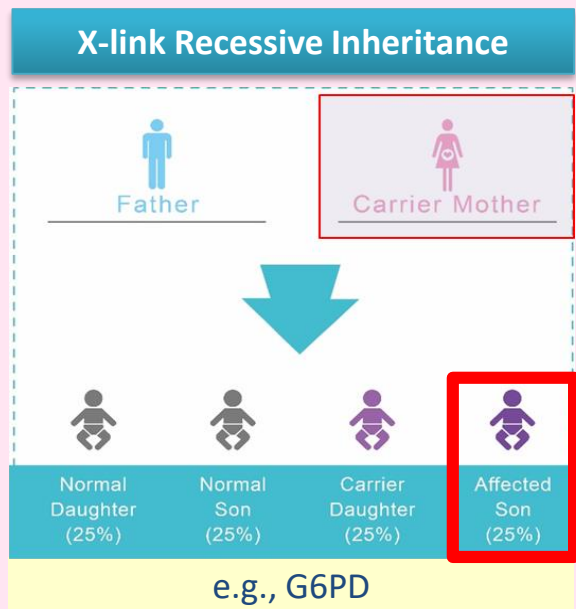 X-link Recessive Inheritance
Father
Carrier Mother
Normal
Daughter
(25%)
Normal
Son
(25%)
Carrier
Daughter
(25%)
Affected
Son
(25%)
e.g., G6PD